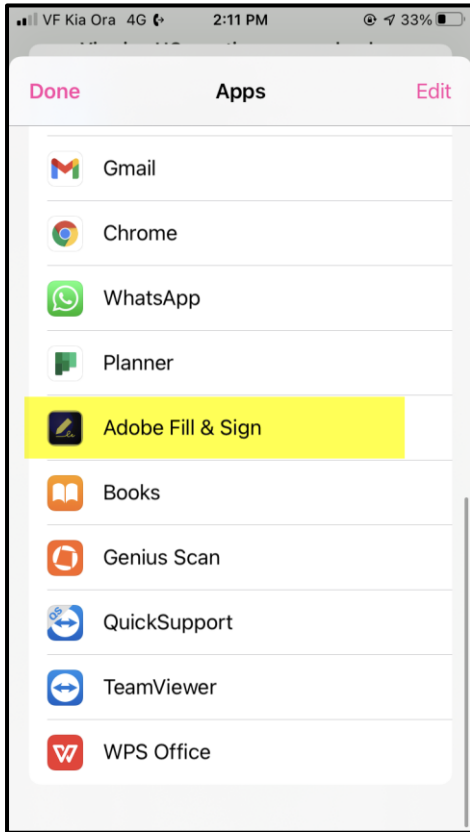 VF Kia Ora 4G 2:11 PM 33%
Done Apps Edit
Gmail
Chrome
WhatsApp
Planner
Adobe Fill & Sign
Books
Genius Scan
QS
QuickSupport
TeamViewer
WPS Office